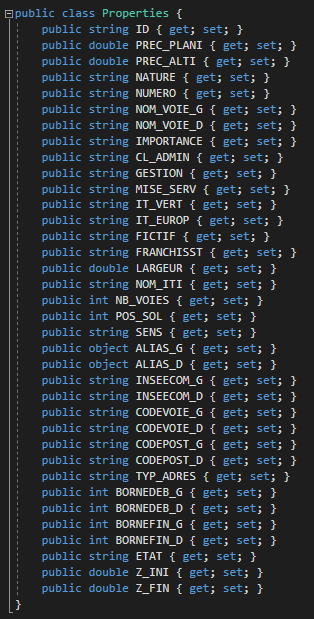 public class Properties {
public string ID { get; set; }
public double PREC_PLANI { get; set; }
public double PREC_ALTI { get; set; }
public string NATURE { get; set; }
public string NUMERO { get; set; }
public string NOM_VOIE_G { get; set; }
public string NOM_VOIE_D { get; set; }
public string IMPORTANCE { get; set; }
public string CL_ADMIN { get; set; }
public string GESTION { get; set; }
public string MISE_SERV { get; set; }
public string IT_VERT { get; set; }
public string IT_EUROP { get; set; }
public string FICTIF { get; set; }
public string FRANCHISST { get; set; }
public double LARGEUR { get; set; }
public string NOM_ITI { get; set; }
public int NB_VOIES { get; set; }
public int POS_SOL { get; set; }
public string SENS { get; set; }
public object ALIAS_G { get; set; }
public object ALIAS_D { get; set; }
public string INSEECOM_G { get; set; }
public string INSEECOM_D { get; set; }
public string CODEVOIE_G { get; set; }
public string CODEVOIE_D { get; set; }
public string CODEPOST_G { get; set; }
public string CODEPOST_D { get; set; }
public string TYP_ADRES { get; set; }
public int BORNEDEB_G { get; set; }
public int BORNEDEB_D { get; set; }
public int BORNEFIN_G { get; set; }
public int BORNEFIN_D { get; set; }
public string ETAT { get; set; }
public double Z_INI { get; set; }
public double Z_FIN { get; set; }
}